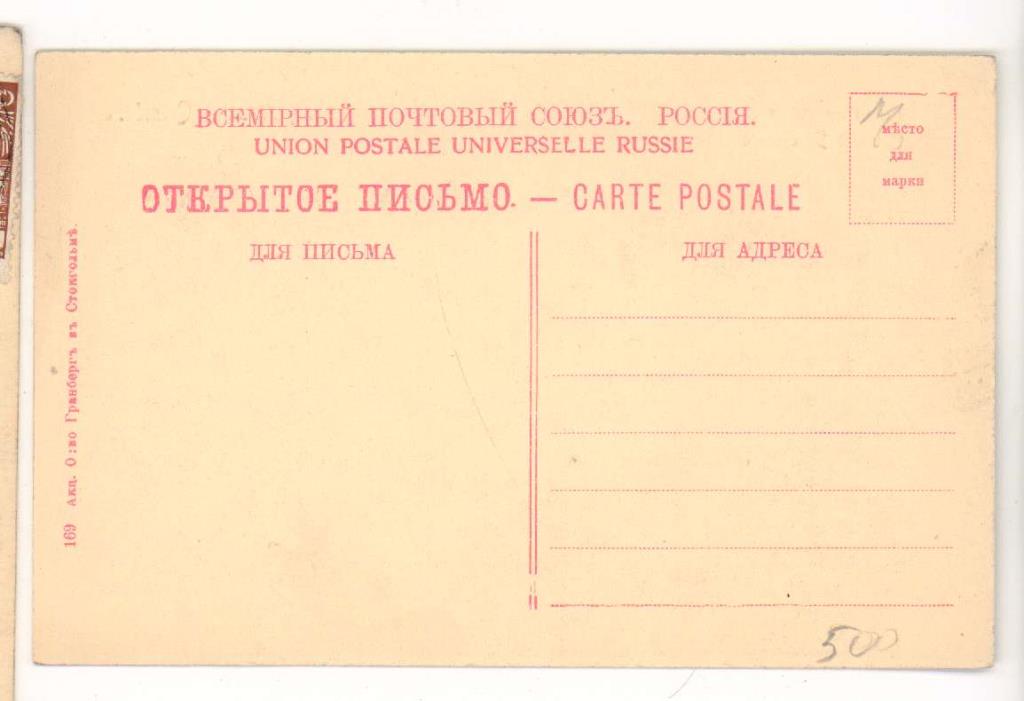 ВСЕМІРНЫЙ ПОЧТОВЫЙ СОЮЗЪ. РОССІЯ.
UNION POSTALE UNIVERSELLE RUSSIE
ОТКРЫТОЕ ПИСЬМО. — CARTE POSTALE
мѣсто
для
марки
ДЛЯ ПИСЬМА
ДЛЯ АДРЕСА
169 Акц. О:во Гранбергъ въ Стокгольмѣ.
500